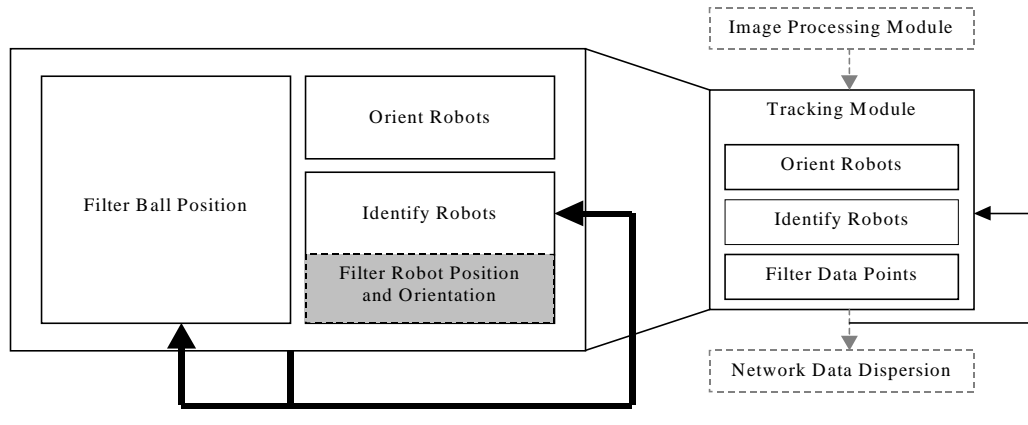 Image Processing Module
Tracking Module
Orient Robots
Identify Robots
Filter Data Points
Network Data Dispersion
Filter Ball Position
Orient Robots
Identify Robots
Filter Robot Position
and Orientation